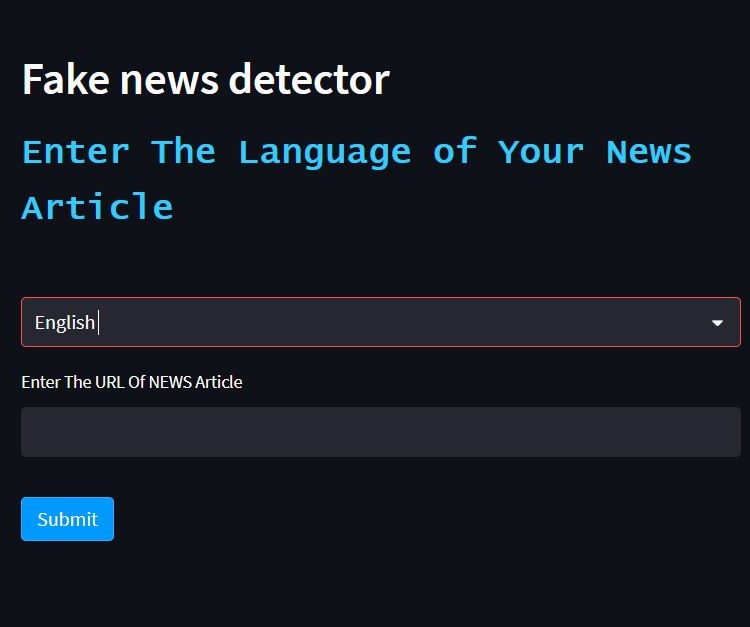 Fake news detector
Enter The Language of Your News
Article
English
Enter The URL Of NEWS Article
Submit